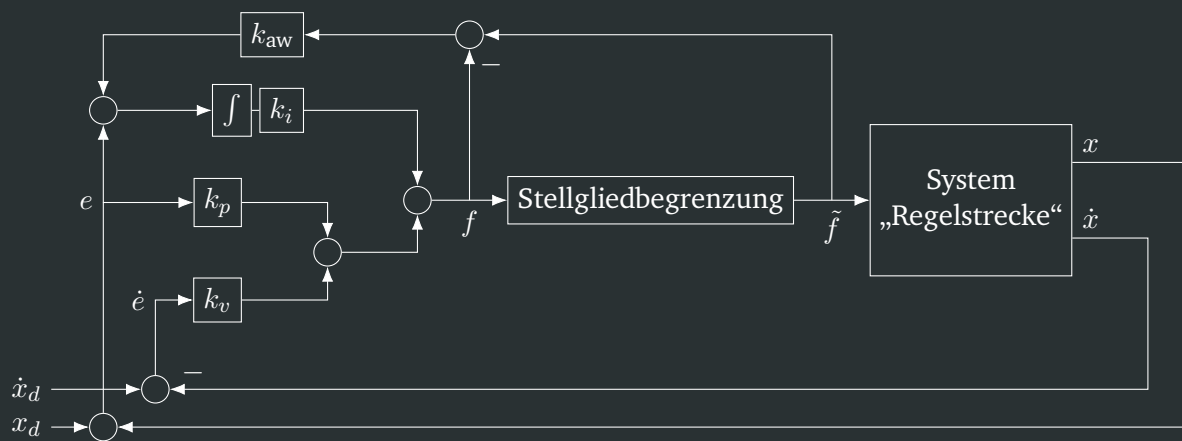 k_aw
−
∫ k_i
x
e
k_p
f
Stellgliedbegrenzung
f̃
System
„Regelstrecke“
ẋ
ė
k_v
−
ẋ_d
x_d